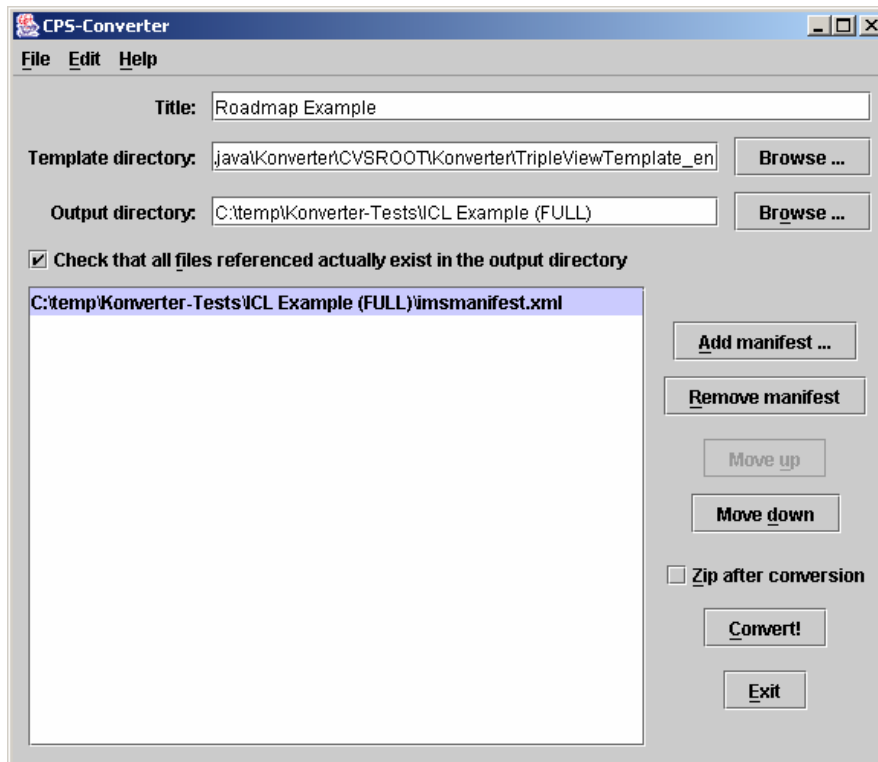 CPS-Converter
File Edit Help
Title: Roadmap Example
Template directory: .java\Konverter\CVSROOT\Konverter\TripleViewTemplate_en Browse ...
Output directory: C:\temp\Konverter-Tests\ICL Example (FULL) Browse ...
Check that all files referenced actually exist in the output directory
C:\temp\Konverter-Tests\ICL Example (FULL)\imsmanifest.xml
Add manifest ...
Remove manifest
Move up
Move down
Zip after conversion
Convert!
Exit